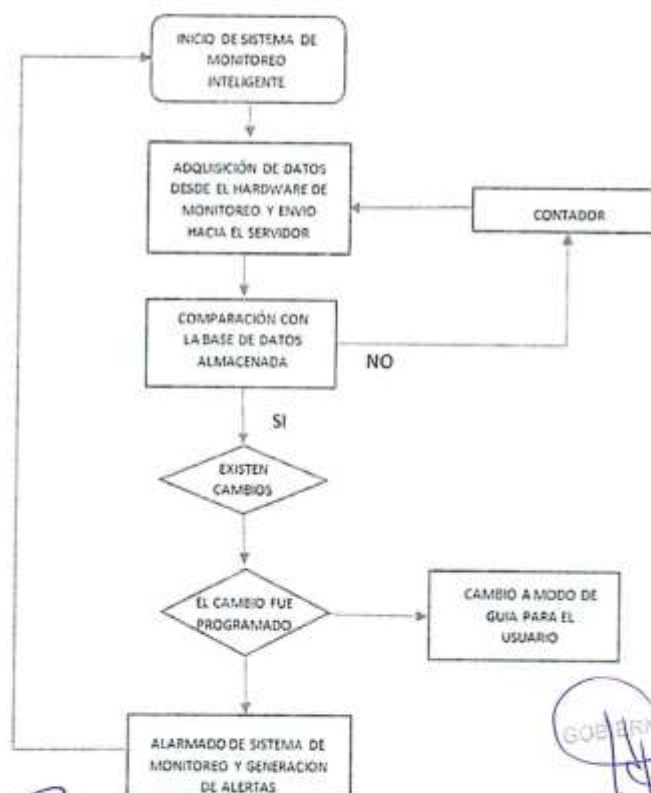 INICIO DE SISTEMA DE
MONITOREO
INTELIGENTE
ADQUISICIÓN DE DATOS
DESDE EL HARDWARE DE
MONITOREO Y ENVIO
HACIA EL SERVIDOR
CONTADOR
COMPARACIÓN CON
LA BASE DE DATOS
ALMACENADA
NO
SI
EXISTEN
CAMBIOS
EL CAMBIO FUE
PROGRAMADO
CAMBIO A MODO DE
GUIA PARA EL
USUARIO
ALARMADO DE SISTEMA DE
MONITOREO Y GENERACION
DE ALERTAS